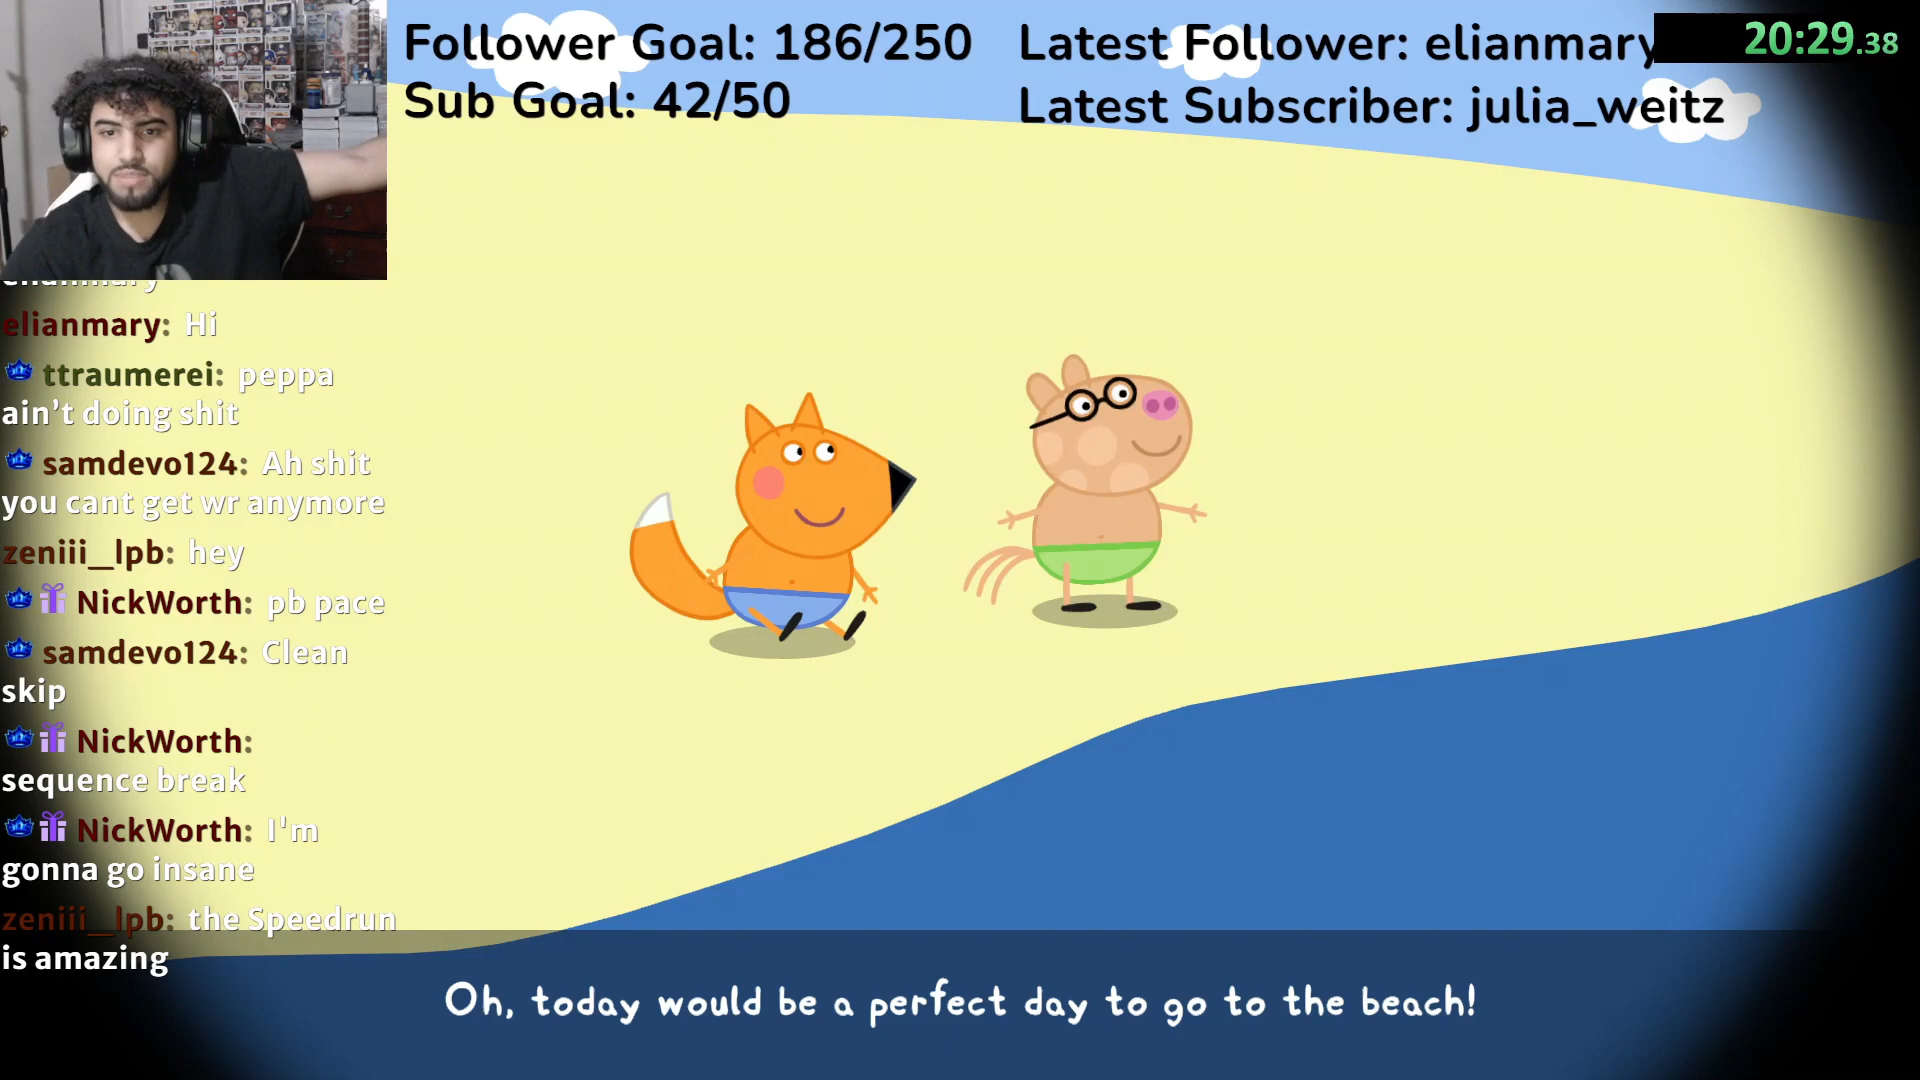 Follower Goal: 186/250
Sub Goal: 42/50
Latest Follower: elianmary
Latest Subscriber: julia_weitz
20:29.38
elianmary
elianmary: Hi
ttraumerei: peppa
ain't doing shit
samdevo124: Ah shit
you cant get wr anymore
zeniii_lpb: hey
NickWorth: pb pace
samdevo124: Clean
skip
NickWorth:
sequence break
NickWorth: I'm
gonna go insane
zeniii_lpb: the Speedrun
is amazing
Oh, today would be a perfect day to go to the beach!